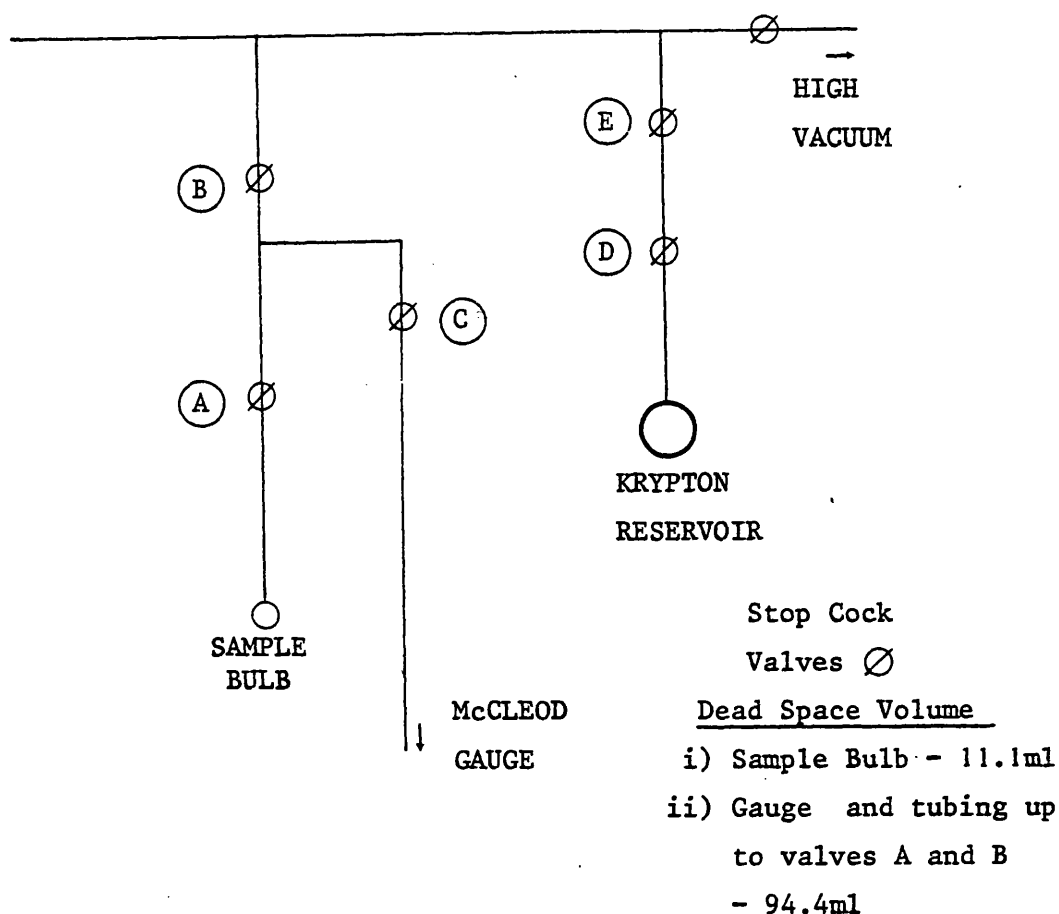 HIGH
VACUUM
E
B
D
C
A
KRYPTON
RESERVOIR
SAMPLE
BULB
McCLEOD
GAUGE
Stop Cock
Valves ∅
Dead Space Volume
i) Sample Bulb - 11.1ml
ii) Gauge and tubing up
to valves A and B
- 94.4ml